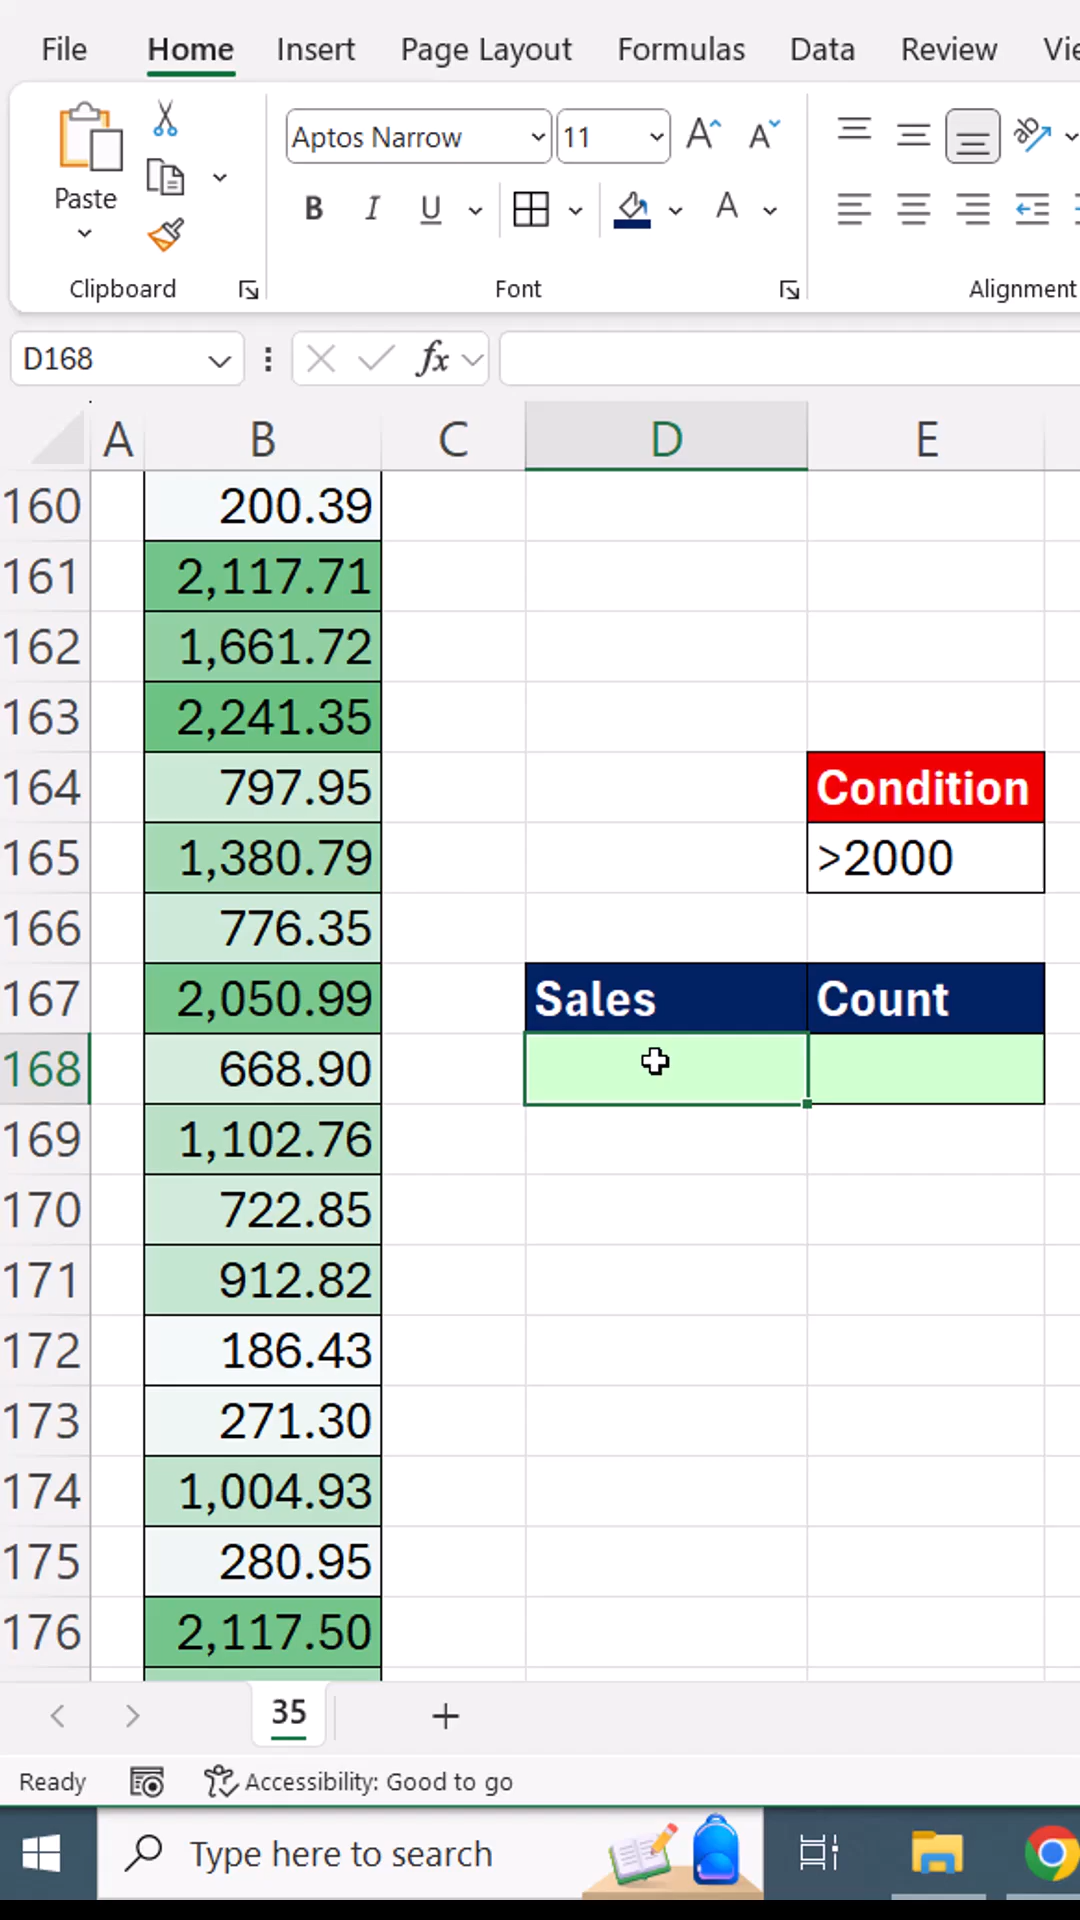 File Home Insert Page Layout Formulas Data Review Vie
Paste
Aptos Narrow 11
B I U A
Clipboard Font Alignment
D168 fx
A B C D E
160 200.39
161 2,117.71
162 1,661.72
163 2,241.35
164 797.95 Condition
165 1,380.79 >2000
166 776.35
167 2,050.99 Sales Count
168 668.90
169 1,102.76
170 722.85
171 912.82
172 186.43
173 271.30
174 1,004.93
175 280.95
176 2,117.50
35
Ready Accessibility: Good to go
Type here to search